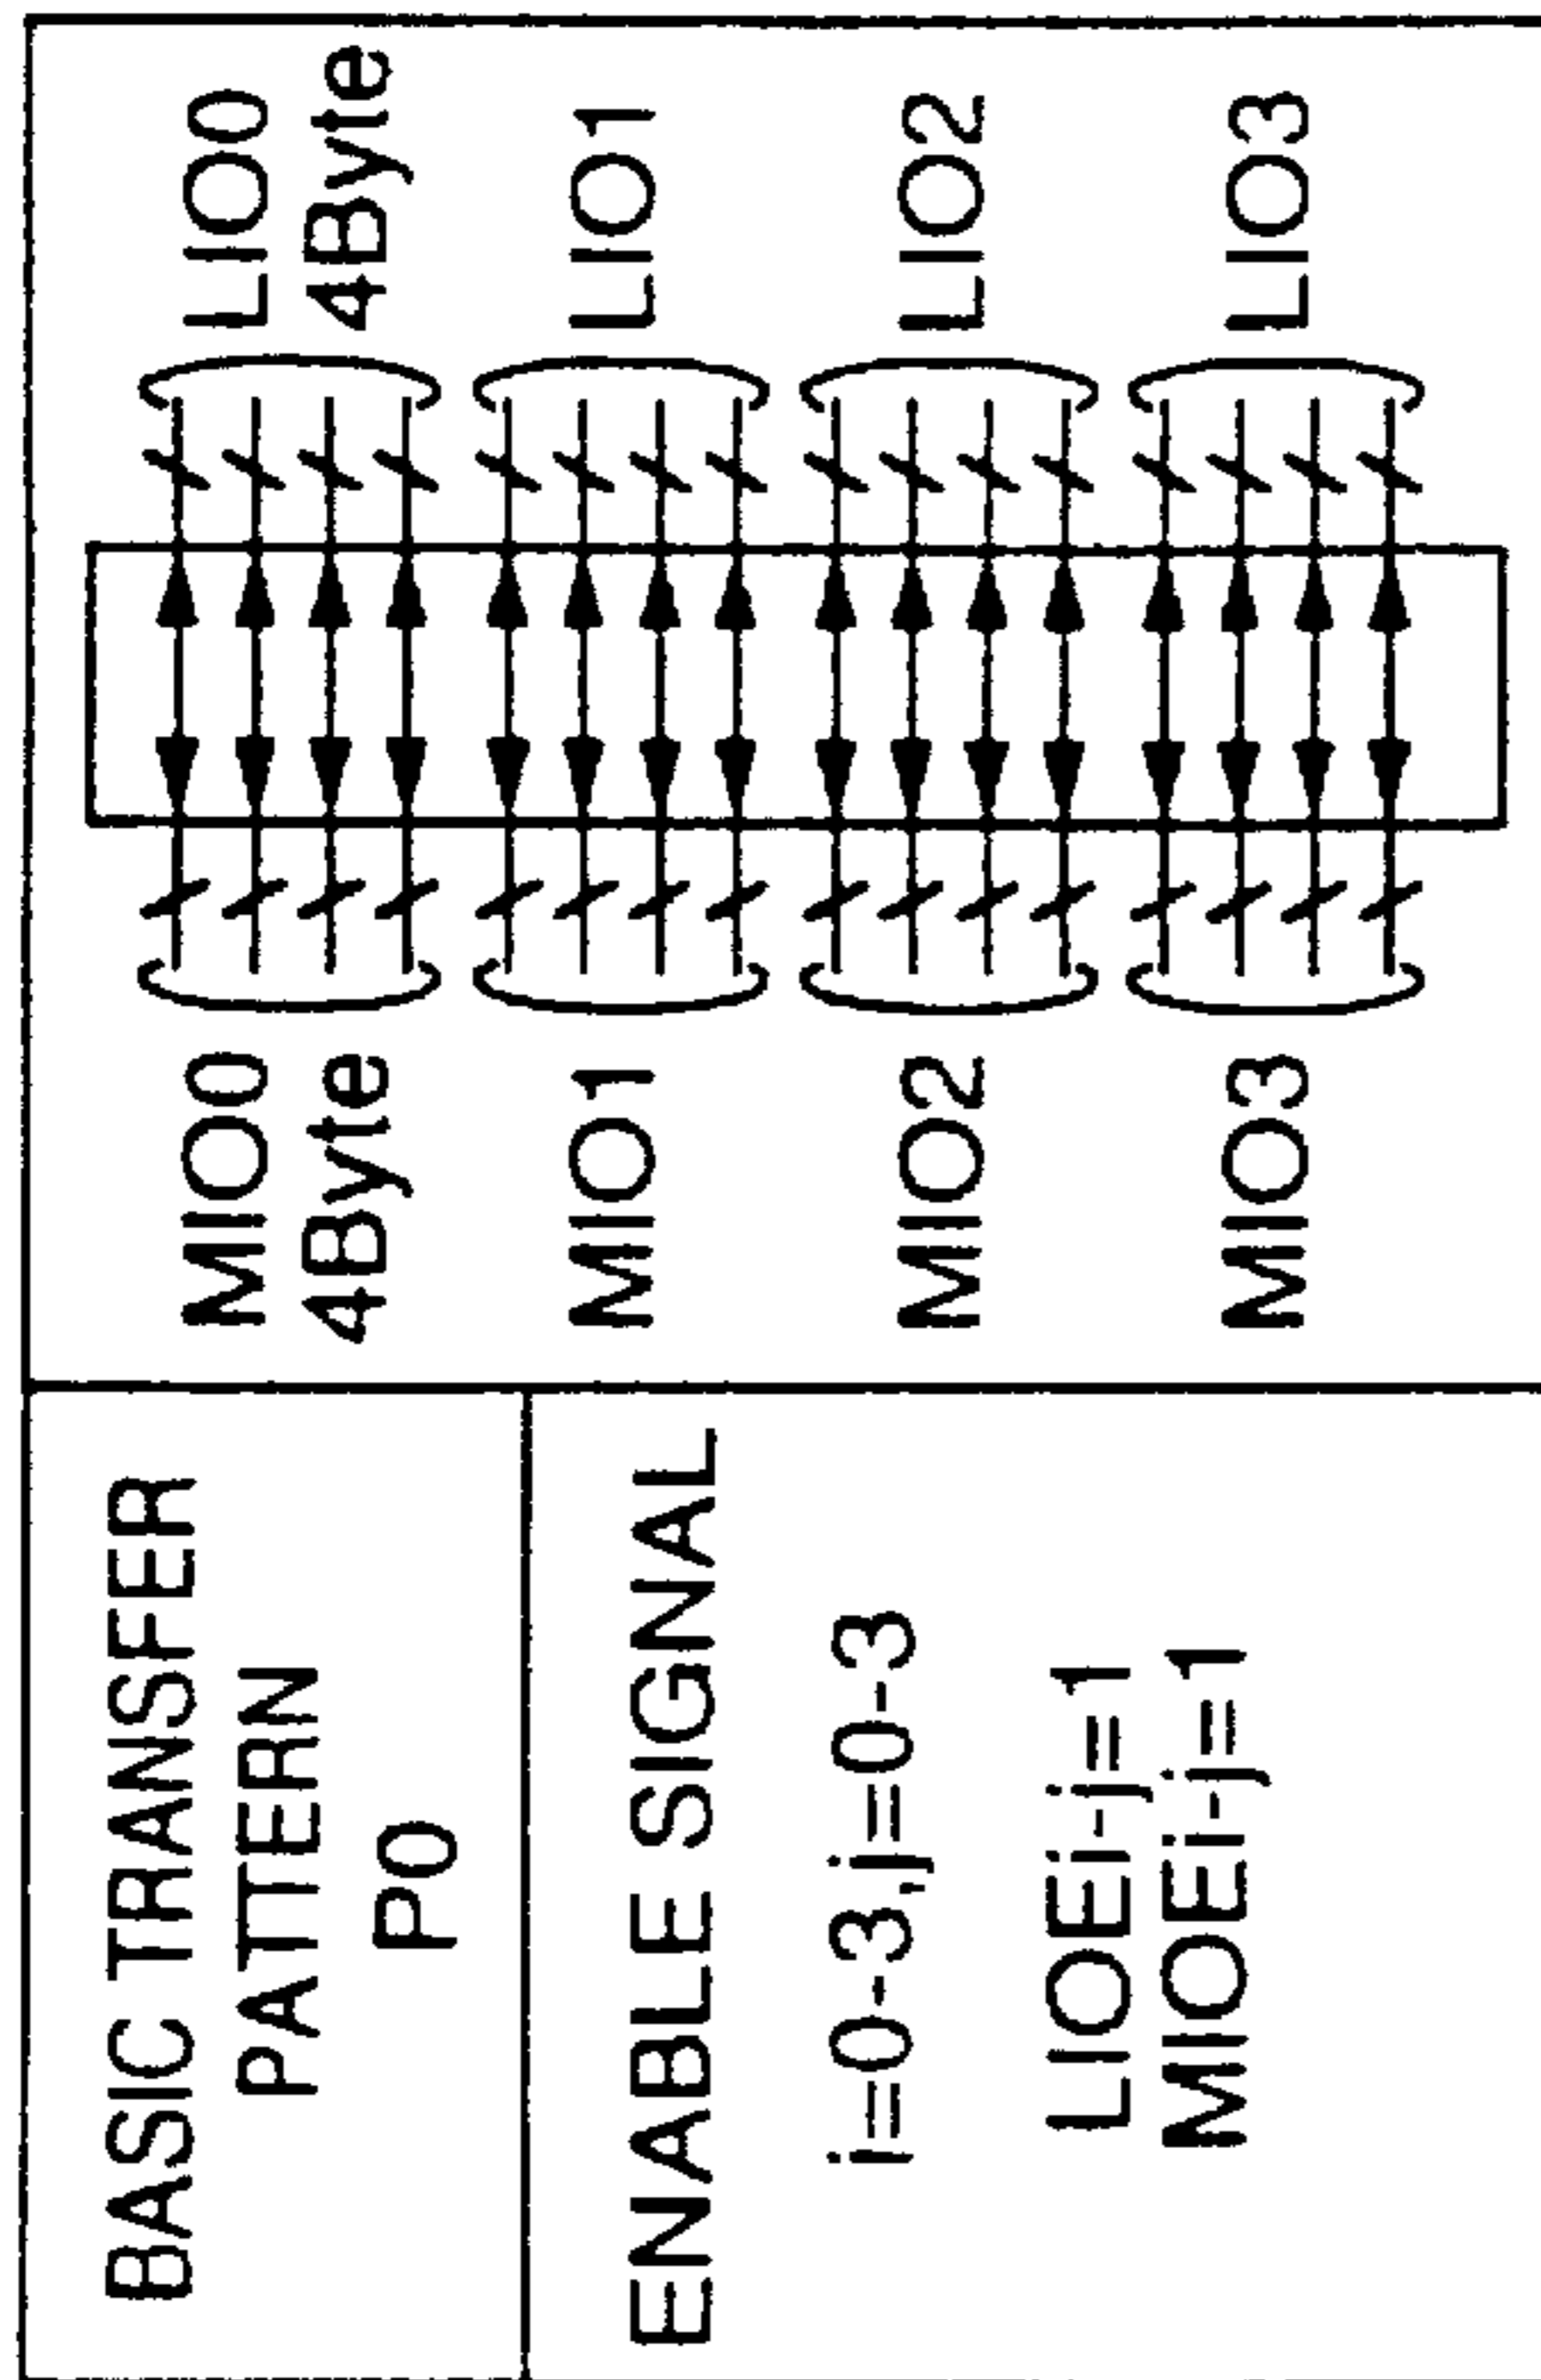 BASIC TRANSFER
PATTERN
P0
ENABLE SIGNAL
i=0-3,j=0-3
LIOEi-j=1
MIOEi-j=1
MIO0
4Byte
MIO1
MIO2
MIO3
LIO0
4Byte
LIO1
LIO2
LIO3